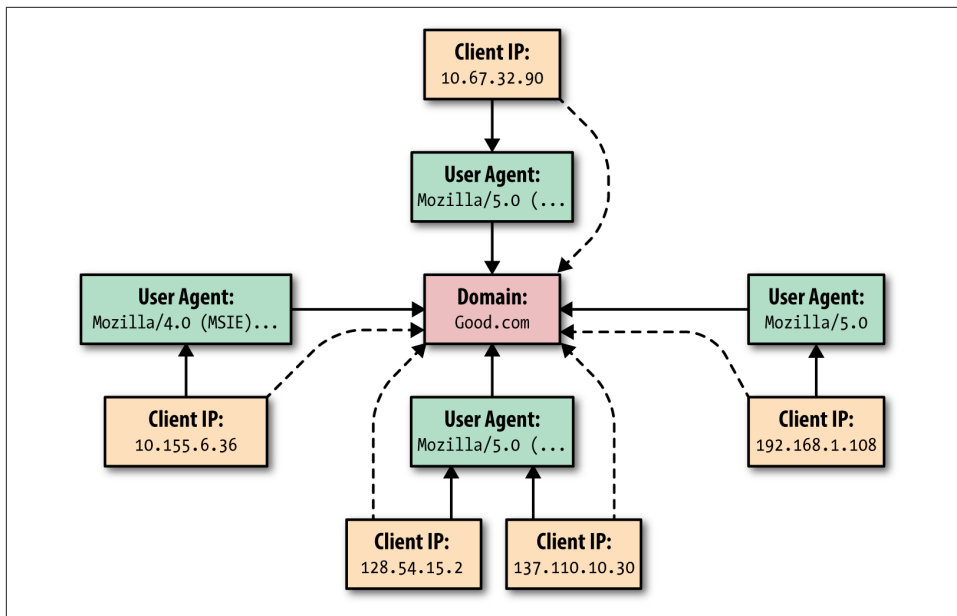 Client IP:
10.67.32.90
User Agent:
Mozilla/5.0 (...
User Agent:
Mozilla/4.0 (MSIE)...
Domain:
Good.com
User Agent:
Mozilla/5.0
Client IP:
10.155.6.36
User Agent:
Mozilla/5.0 (...
Client IP:
192.168.1.108
Client IP:
128.54.15.2
Client IP:
137.110.10.30